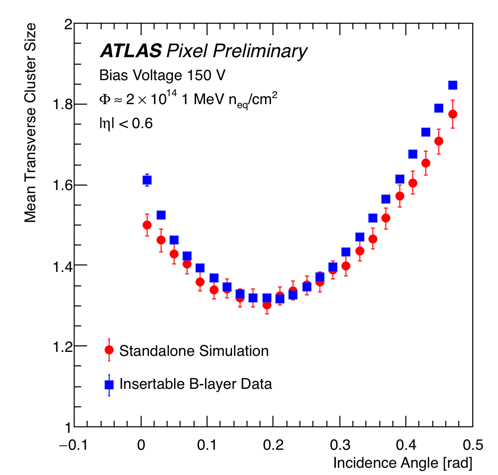 2
1.8
1.6
1.4
1.2
1
−0.1
0
0.1
0.2
0.3
0.4
0.5
Mean Transverse Cluster Size
Incidence Angle [rad]
ATLAS Pixel Preliminary
Bias Voltage 150 V
Φ ≈ 2 × 10¹⁴ 1 MeV nₑq/cm²
|η| < 0.6
Standalone Simulation
Insertable B-layer Data